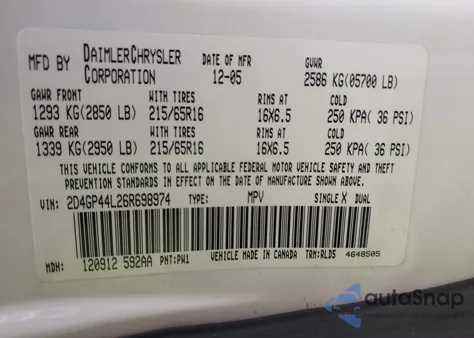 MFD BY DAIMLERCHRYSLER CORPORATION DATE OF MFR 12-05 GVWR 2586 KG(05700 LB)
GAWR FRONT WITH TIRES RIMS AT COLD
1293 KG(2850 LB) 215/65R16 16X6.5 250 KPA( 36 PSI)
GAWR REAR WITH TIRES RIMS AT COLD
1339 KG(2950 LB) 215/65R16 16X6.5 250 KPA( 36 PSI)
THIS VEHICLE CONFORMS TO ALL APPLICABLE FEDERAL MOTOR VEHICLE SAFETY AND THEFT
PREVENTION STANDARDS IN EFFECT ON THE DATE OF MANUFACTURE SHOWN ABOVE.
VIN: 2D4GP44L26R698974 TYPE: MPV SINGLE X DUAL
MDH: 120912 592AA PNT:PW1 VEHICLE MADE IN CANADA TRM:RLD5 4648505
autoSnap